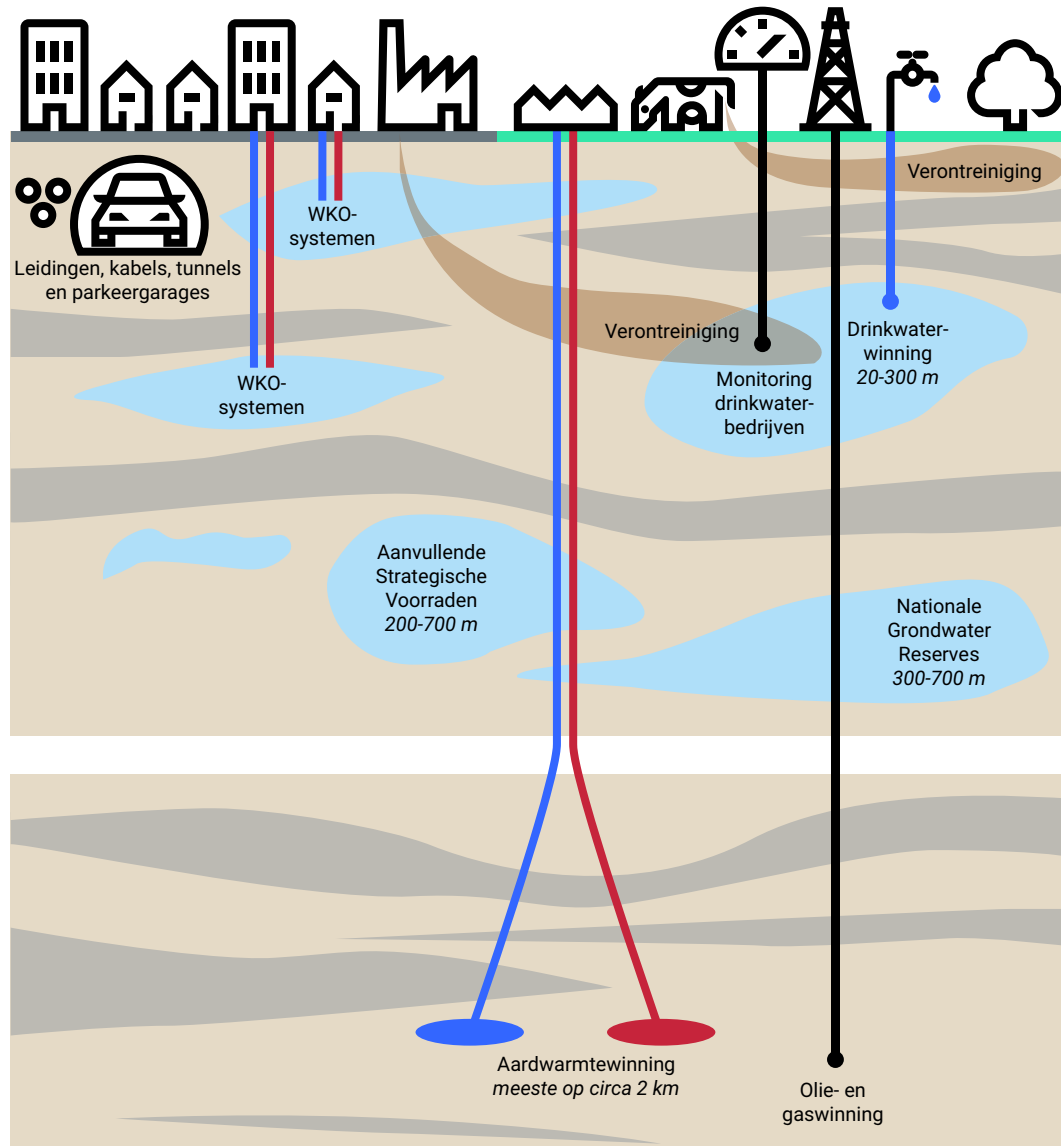 Verontreiniging
WKO-
systemen
Leidingen, kabels, tunnels
en parkeergarages
Verontreiniging
Drinkwater-
winning
20-300 m
WKO-
systemen
Monitoring
drinkwater-
bedrijven
Aanvullende
Strategische
Voorraden
200-700 m
Nationale
Grondwater
Reserves
300-700 m
Aardwarmtewinning
meeste op circa 2 km
Olie- en
gaswinning